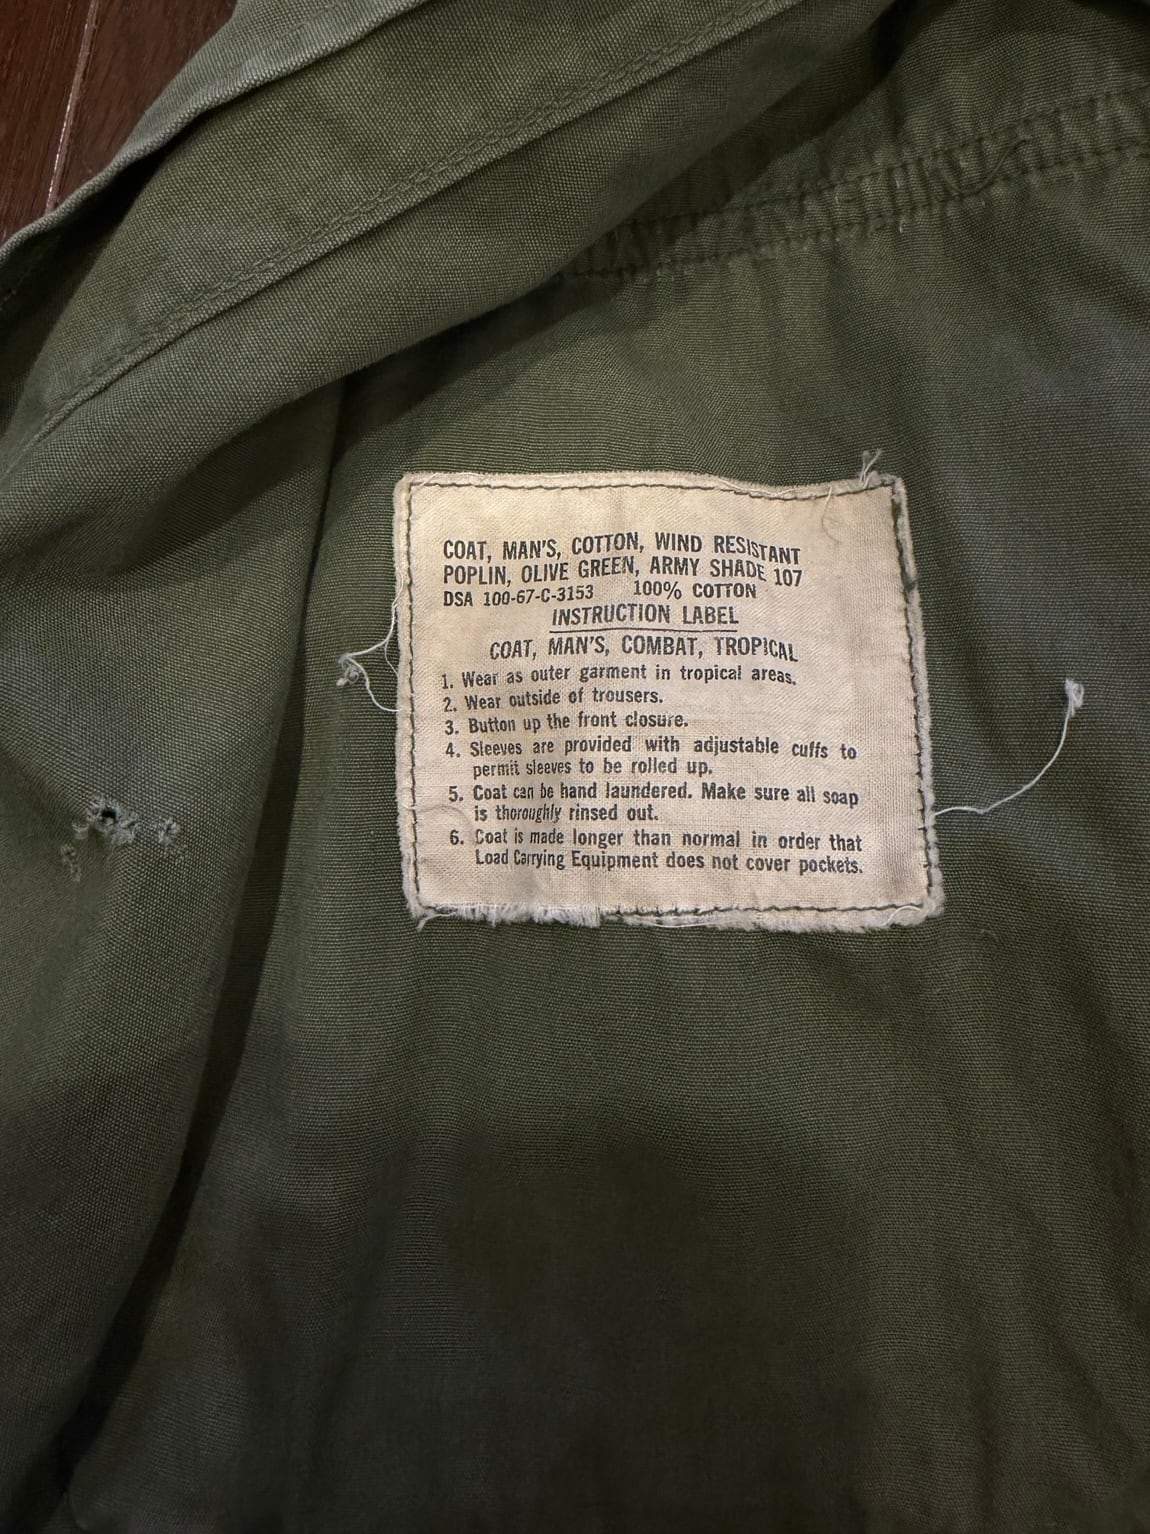 COAT, MAN'S, COTTON, WIND RESISTANT
POPLIN, OLIVE GREEN, ARMY SHADE 107
DSA 100-67-C-3153 100% COTTON
INSTRUCTION LABEL
COAT, MAN'S, COMBAT, TROPICAL
1. Wear as outer garment in tropical areas.
2. Wear outside of trousers.
3. Button up the front closure.
4. Sleeves are provided with adjustable cuffs to
permit sleeves to be rolled up.
5. Coat can be hand laundered. Make sure all soap
is thoroughly rinsed out.
6. Coat is made longer than normal in order that
Load Carrying Equipment does not cover pockets.